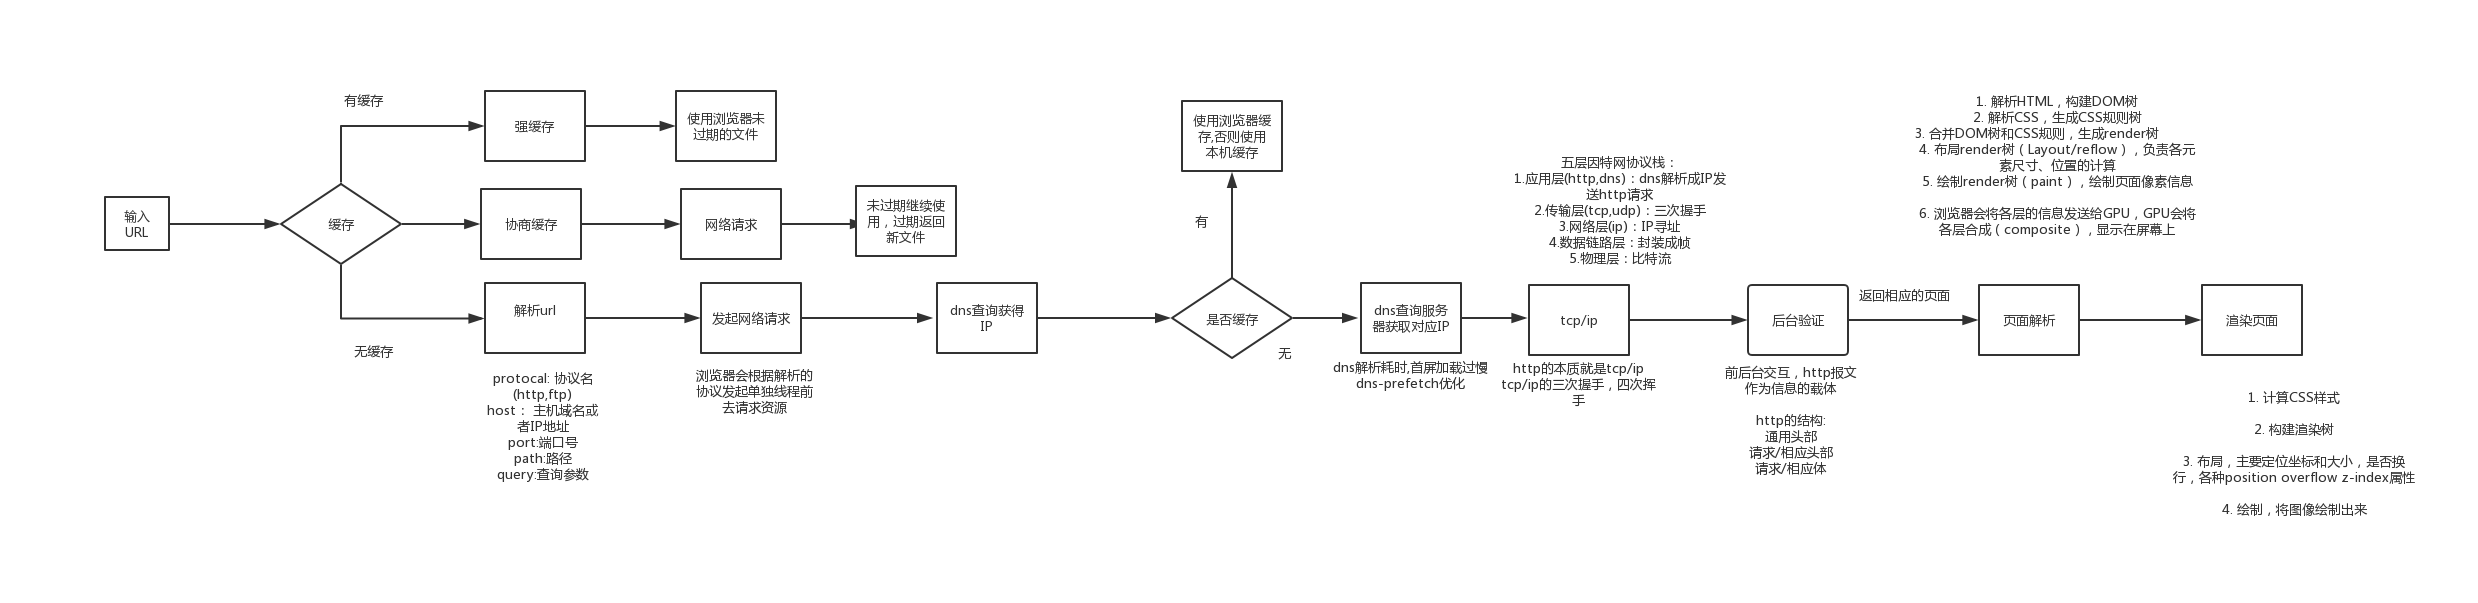 输入
URL
缓存
有缓存
强缓存
使用浏览器未
过期的文件
协商缓存
网络请求
未过期继续使
用，过期返回
新文件
无缓存
解析url
protocal: 协议名
(http,ftp)
host： 主机域名或
者IP地址
port:端口号
path:路径
query:查询参数
发起网络请求
浏览器会根据解析的
协议发起单独线程前
去请求资源
dns查询获得
IP
是否缓存
有
使用浏览器缓
存,否则使用
本机缓存
无
dns查询服务
器获取对应IP
dns解析耗时,首屏加载过慢
dns-prefetch优化
五层因特网协议栈：
1.应用层(http,dns)：dns解析成IP发
送http请求
2.传输层(tcp,udp)：三次握手
3.网络层(ip)：IP寻址
4.数据链路层：封装成帧
5.物理层：比特流
tcp/ip
http的本质就是tcp/ip
tcp/ip的三次握手，四次挥
手
后台验证
前后台交互，http报文
作为信息的载体
http的结构:
通用头部
请求/相应头部
请求/相应体
返回相应的页面
1. 解析HTML，构建DOM树
2. 解析CSS，生成CSS规则树
3. 合并DOM树和CSS规则，生成render树
4. 布局render树（Layout/reflow），负责各元
素尺寸、位置的计算
5. 绘制render树（paint），绘制页面像素信息
6. 浏览器会将各层的信息发送给GPU，GPU会将
各层合成（composite），显示在屏幕上
页面解析
渲染页面
1. 计算CSS样式
2. 构建渲染树
3. 布局，主要定位坐标和大小，是否换
行，各种position overflow z-index属性
4. 绘制，将图像绘制出来